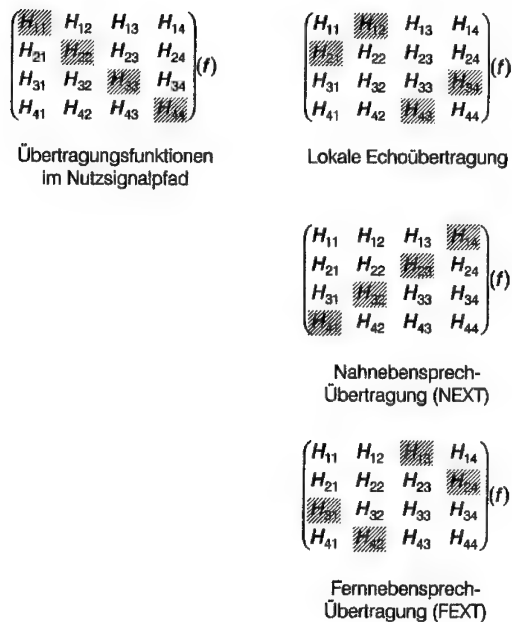 H₁₁ H₁₂ H₁₃ H₁₄
H₂₁ H₂₂ H₂₃ H₂₄ (f)
H₃₁ H₃₂ H₃₃ H₃₄
H₄₁ H₄₂ H₄₃ H₄₄
Übertragungsfunktionen
im Nutzsignalpfad
H₁₁ H₁₂ H₁₃ H₁₄
H₂₁ H₂₂ H₂₃ H₂₄ (f)
H₃₁ H₃₂ H₃₃ H₃₄
H₄₁ H₄₂ H₄₃ H₄₄
Lokale Echoübertragung
H₁₁ H₁₂ H₁₃ H₁₄
H₂₁ H₂₂ H₂₃ H₂₄ (f)
H₃₁ H₃₂ H₃₃ H₃₄
H₄₁ H₄₂ H₄₃ H₄₄
Nahnebensprech-
Übertragung (NEXT)
H₁₁ H₁₂ H₁₃ H₁₄
H₂₁ H₂₂ H₂₃ H₂₄ (f)
H₃₁ H₃₂ H₃₃ H₃₄
H₄₁ H₄₂ H₄₃ H₄₄
Fernnebensprech-
Übertragung (FEXT)